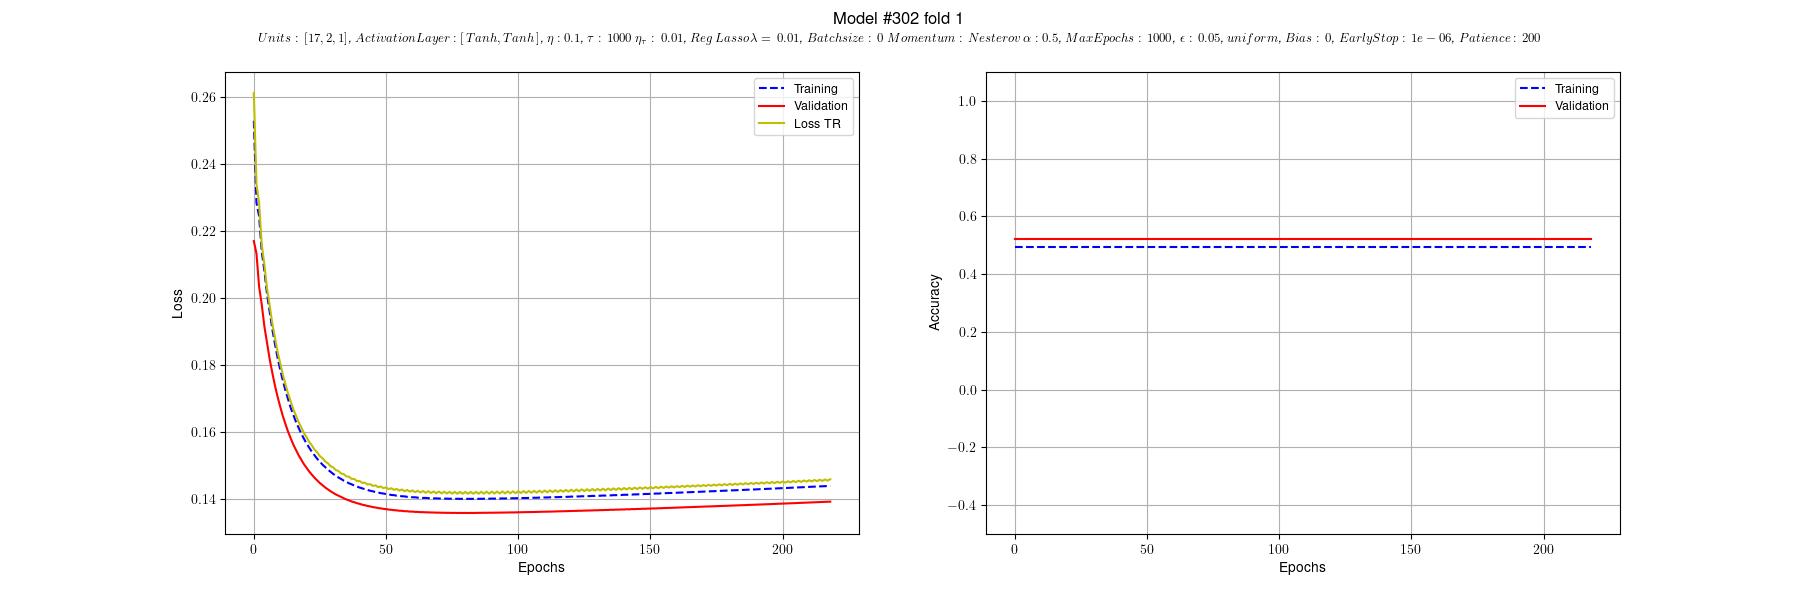 Model #302 fold 1
Units : [17, 2, 1], ActivationLayer : [Tanh, Tanh], η : 0.1, τ : 1000 ητ : 0.01, Reg Lassoλ = 0.01, Batchsize : 0 Momentum : Nesterov α : 0.5, MaxEpochs : 1000, ϵ : 0.05, uniform, Bias : 0, EarlyStop : 1e − 06, Patience : 200
Loss
0.26
0.24
0.22
0.20
0.18
0.16
0.14
Training
Validation
Loss TR
0
50
100
150
200
Epochs
Accuracy
1.0
0.8
0.6
0.4
0.2
0.0
−0.2
−0.4
Training
Validation
0
50
100
150
200
Epochs